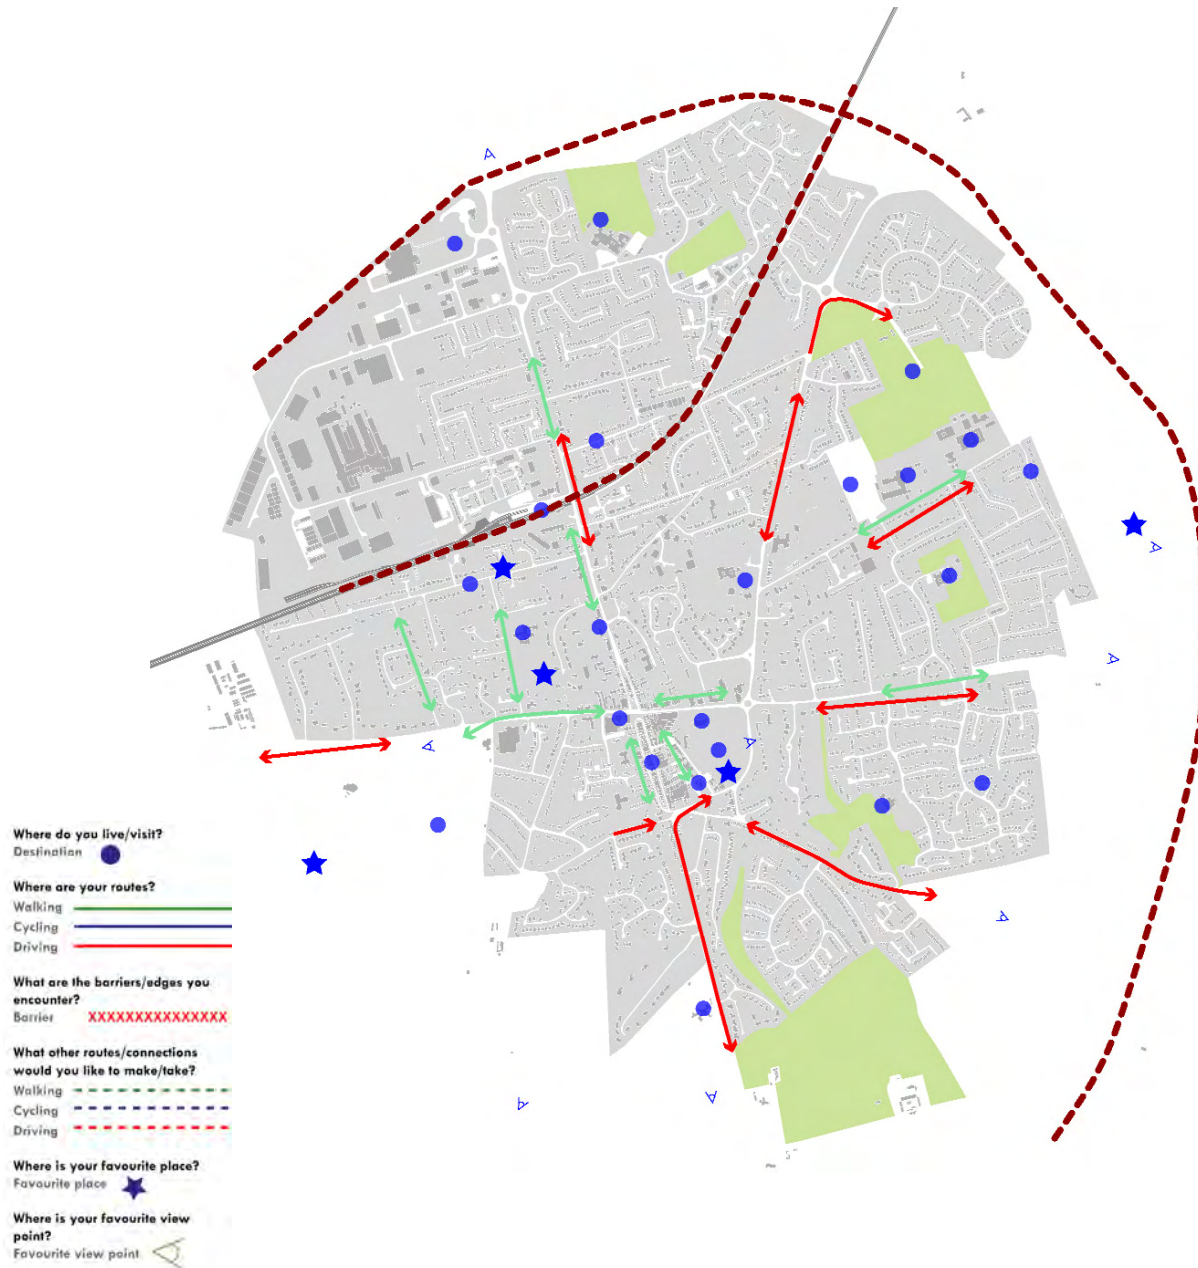 Where do you live/visit?
Destination
Where are your routes?
Walking
Cycling
Driving
What are the barriers/edges you
encounter?
Barrier XXXXXXXXXXXXXXX
What other routes/connections
would you like to make/take?
Walking
Cycling
Driving
Where is your favourite place?
Favourite place
Where is your favourite view
point?
Favourite view point